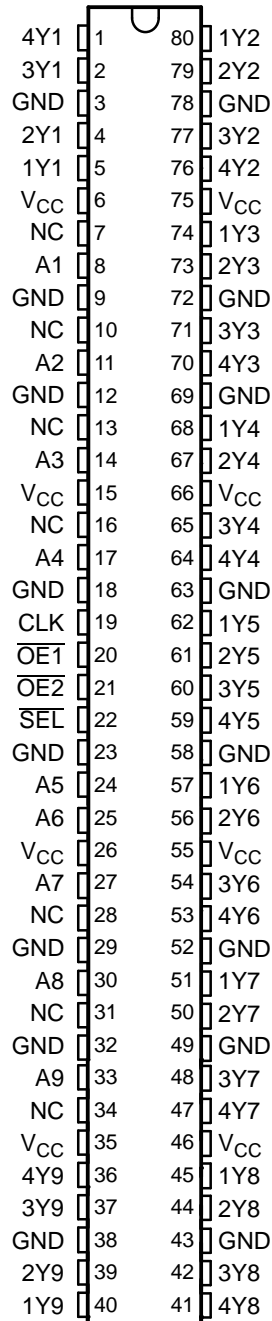 4Y1 1 80 1Y2
3Y1 2 79 2Y2
GND 3 78 GND
2Y1 4 77 3Y2
1Y1 5 76 4Y2
VCC 6 75 VCC
NC 7 74 1Y3
A1 8 73 2Y3
GND 9 72 GND
NC 10 71 3Y3
A2 11 70 4Y3
GND 12 69 GND
NC 13 68 1Y4
A3 14 67 2Y4
VCC 15 66 VCC
NC 16 65 3Y4
A4 17 64 4Y4
GND 18 63 GND
CLK 19 62 1Y5
OE1 20 61 2Y5
OE2 21 60 3Y5
SEL 22 59 4Y5
GND 23 58 GND
A5 24 57 1Y6
A6 25 56 2Y6
VCC 26 55 VCC
A7 27 54 3Y6
NC 28 53 4Y6
GND 29 52 GND
A8 30 51 1Y7
NC 31 50 2Y7
GND 32 49 GND
A9 33 48 3Y7
NC 34 47 4Y7
VCC 35 46 VCC
4Y9 36 45 1Y8
3Y9 37 44 2Y8
GND 38 43 GND
2Y9 39 42 3Y8
1Y9 40 41 4Y8